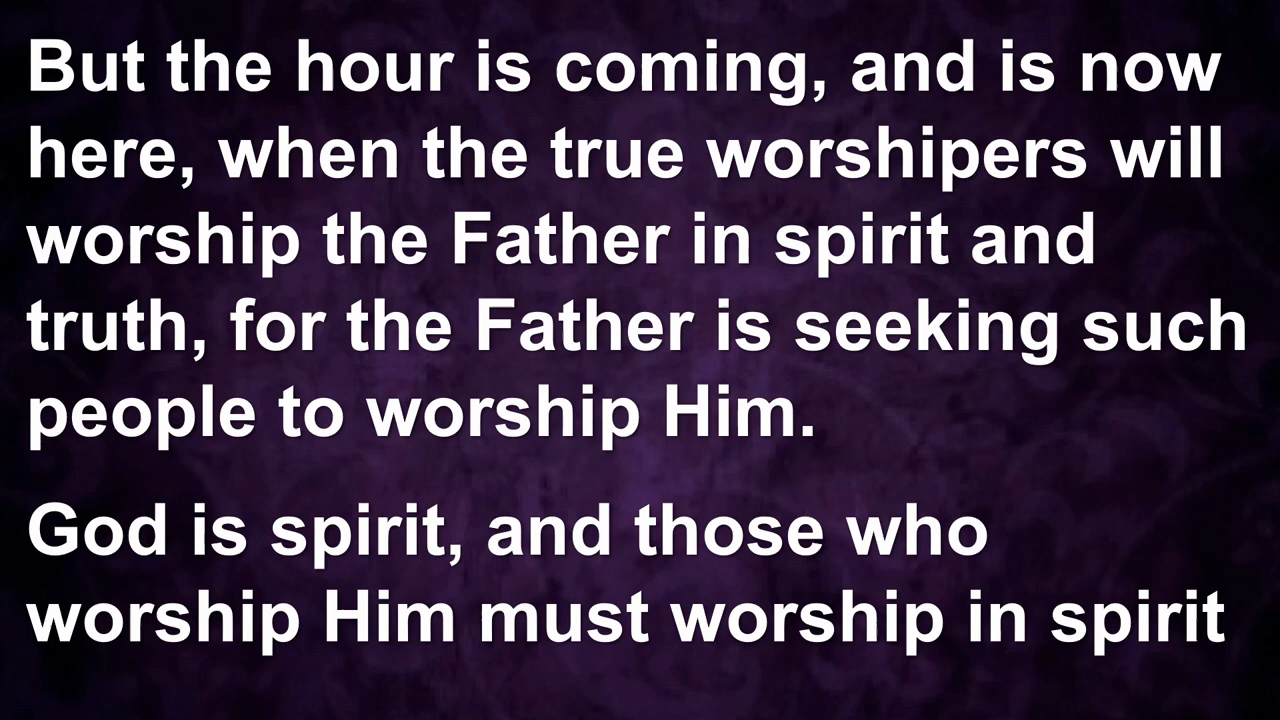 But the hour is coming, and is now
here, when the true worshipers will
worship the Father in spirit and
truth, for the Father is seeking such
people to worship Him.
God is spirit, and those who
worship Him must worship in spirit